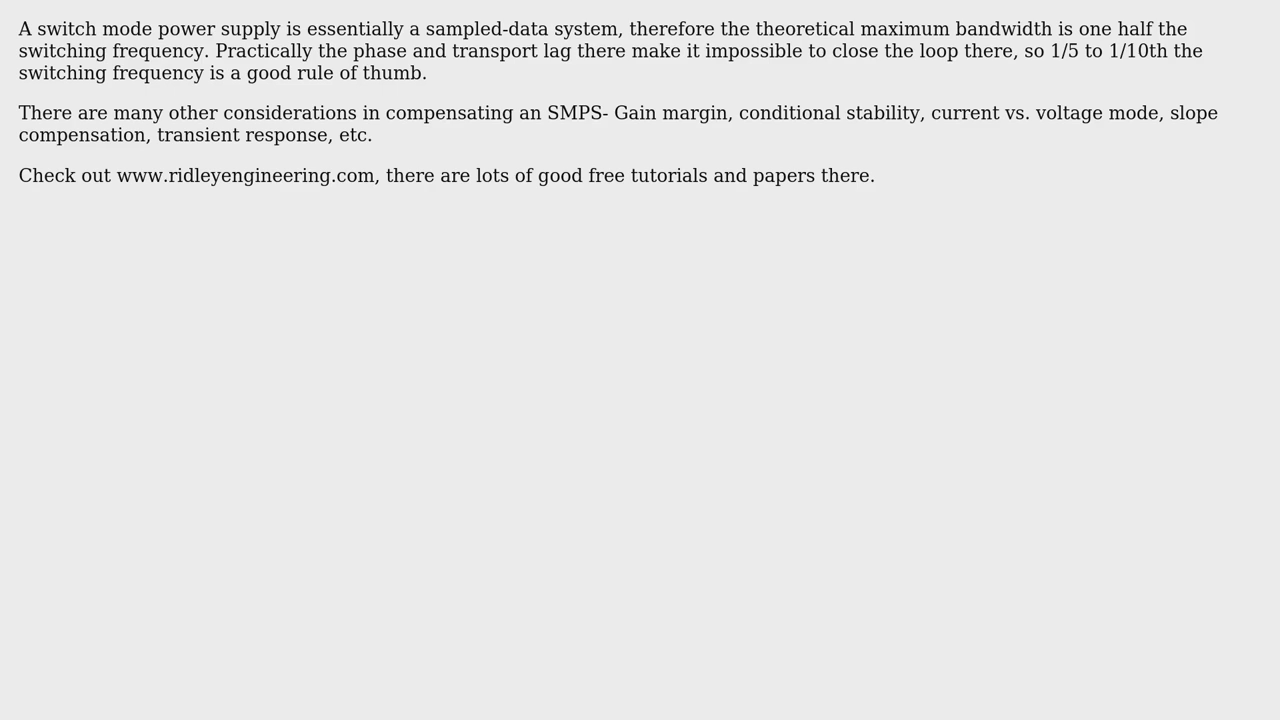 A switch mode power supply is essentially a sampled-data system, therefore the theoretical maximum bandwidth is one half the
switching frequency. Practically the phase and transport lag there make it impossible to close the loop there, so 1/5 to 1/10th the
switching frequency is a good rule of thumb.
There are many other considerations in compensating an SMPS- Gain margin, conditional stability, current vs. voltage mode, slope
compensation, transient response, etc.
Check out www.ridleyengineering.com, there are lots of good free tutorials and papers there.